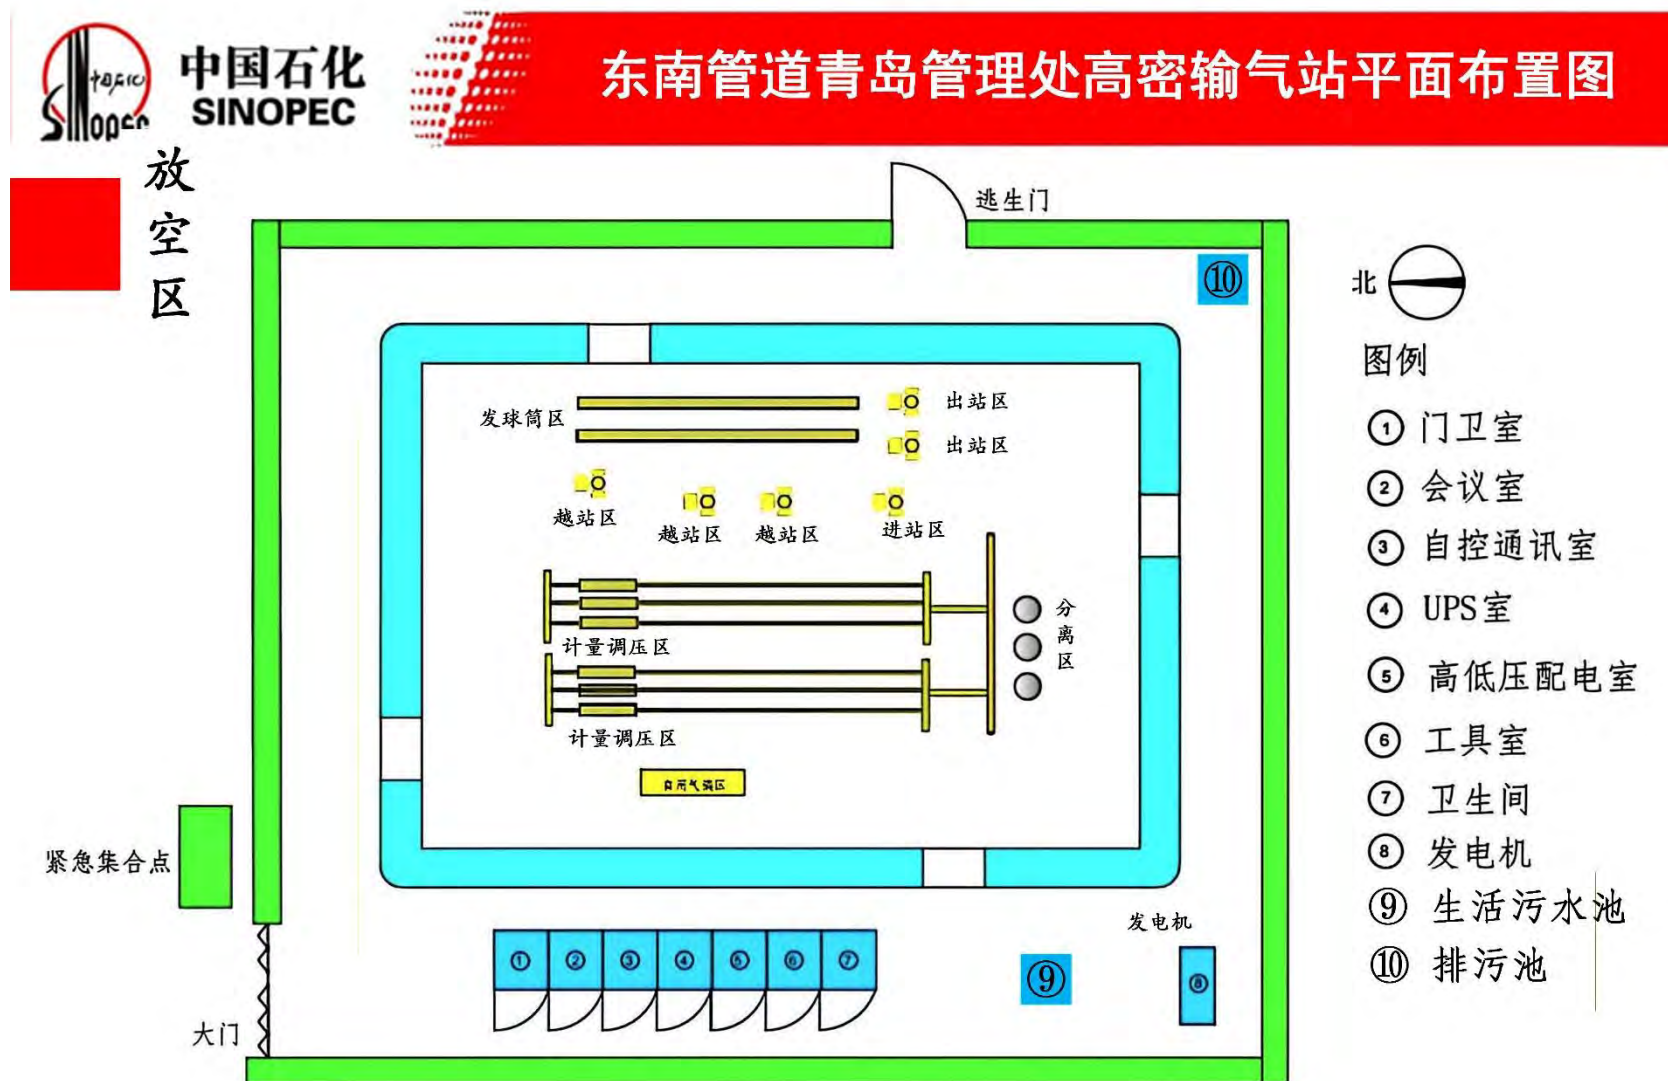 中国石化
SINOPEC
中国石化
SINOPEC
东南管道青岛管理处高密输气站平面布置图
放空区
逃生门
⑩
北
发球筒区
出站区
出站区
越站区
越站区
越站区
进站区
分离区
计量调压区
计量调压区
紧急集合点
大门
①
②
③
④
⑤
⑥
⑦
⑨
发电机
⑧
图例
① 门卫室
② 会议室
③ 自控通讯室
④ UPS室
⑤ 高低压配电室
⑥ 工具室
⑦ 卫生间
⑧ 发电机
⑨ 生活污水池
⑩ 排污池